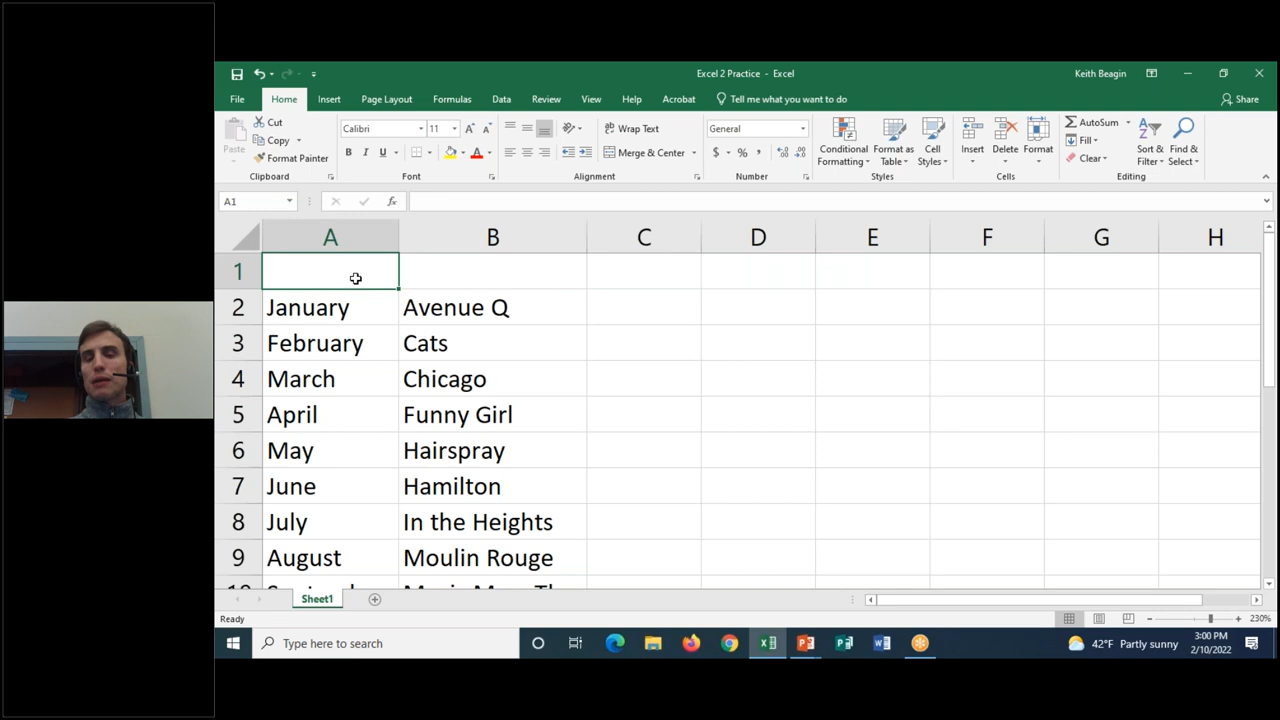 Excel 2 Practice - Excel
Keith Beagin
File Home Insert Page Layout Formulas Data Review View Help Acrobat Tell me what you want to do Share
Paste
Cut
Copy
Format Painter
Clipboard
Calibri 11 A A
B I U A
Font
Wrap Text
Merge & Center
Alignment
General
$ % ,
Number
Conditional Formatting
Format as Table
Cell Styles
Styles
Insert Delete Format
Cells
AutoSum
Fill
Clear
Sort & Filter
Find & Select
Editing
A1 fx
A B C D E F G H
1
2 January Avenue Q
3 February Cats
4 March Chicago
5 April Funny Girl
6 May Hairspray
7 June Hamilton
8 July In the Heights
9 August Moulin Rouge
Sheet1
Ready
230%
Type here to search
42°F Partly sunny
3:00 PM
2/10/2022